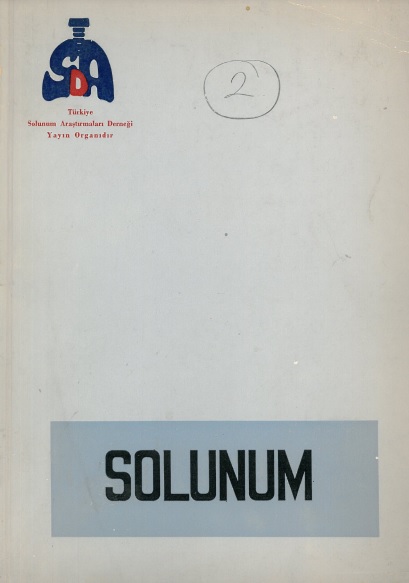 SDA
Türkiye
Solunum Araştırmaları Derneği
Yayın Organıdır
2
SOLUNUM